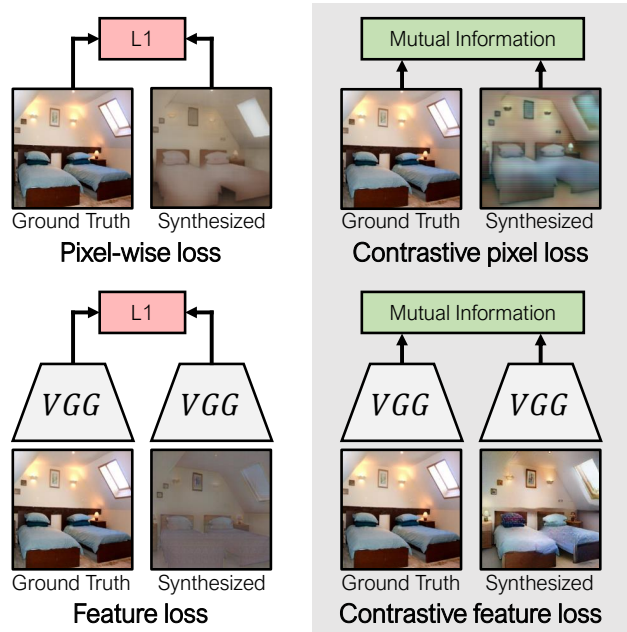 L1
Ground Truth Synthesized
Pixel-wise loss
Mutual Information
Ground Truth Synthesized
Contrastive pixel loss
L1
VGG VGG
Ground Truth Synthesized
Feature loss
Mutual Information
VGG VGG
Ground Truth Synthesized
Contrastive feature loss